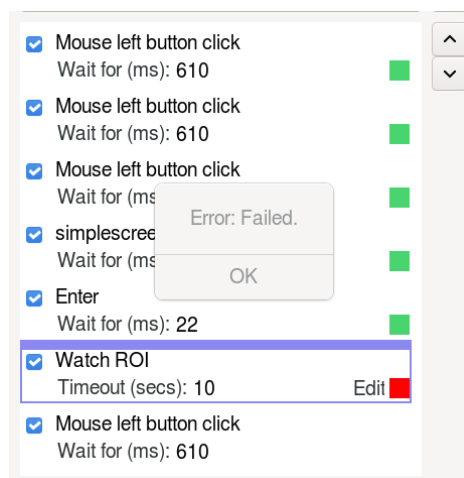 Mouse left button click
Wait for (ms): 610
Mouse left button click
Wait for (ms): 610
Mouse left button click
Wait for (ms
simplescree
Wait for (ms
Error: Failed.
OK
Enter
Wait for (ms): 22
Watch ROI
Timeout (secs): 10 Edit
Mouse left button click
Wait for (ms): 610